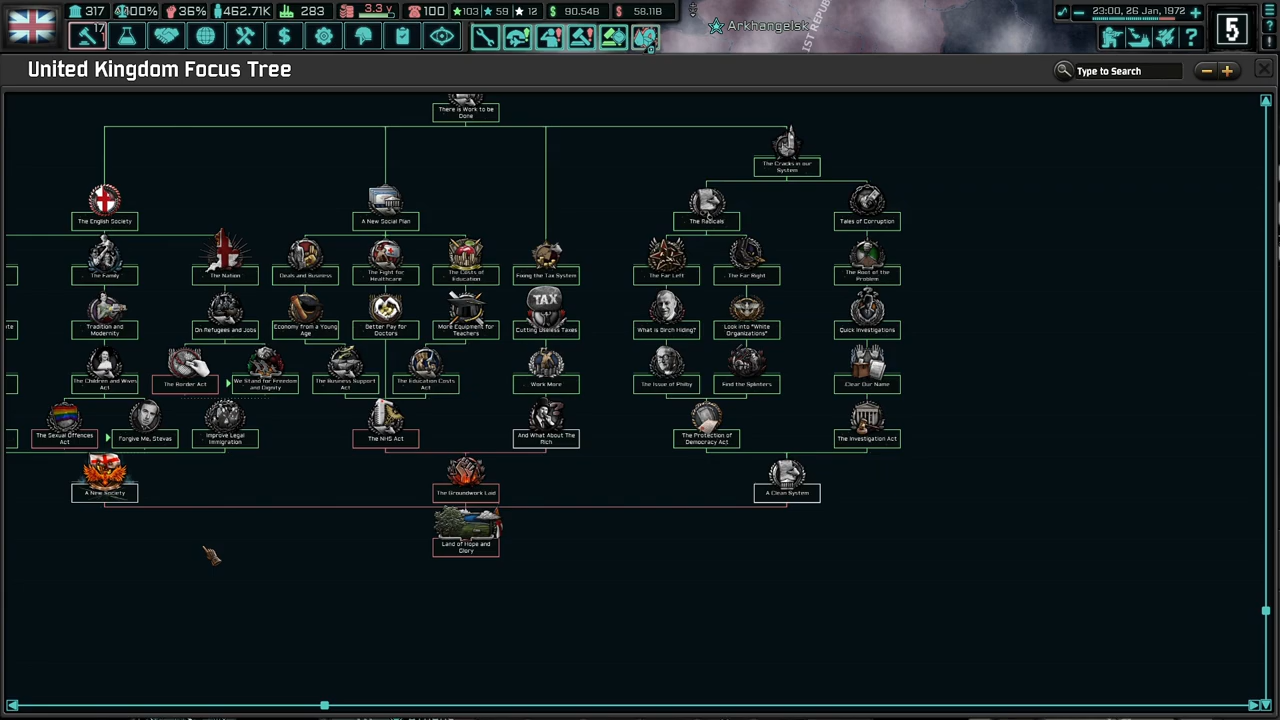 317 100% 36% 462.71K 283 3.3 y 100 103 59 12 90.54B 58.11B
23:00, 26 Jan, 1972
5
Arkhangelsk
1ST REPUB
United Kingdom Focus Tree
Type to Search
There is Work to be
Done
The Cracks in our
System
The English Society
A New Social Plan
The Radicals
Tales of Corruption
The Family
The Nation
Deals and Business
The Fight for
Healthcare
The Costs of
Education
Fixing the Tax System
The Far Left
The Far Right
The Root of the
Problem
Tradition and
Modernity
On Refugees and Jobs
Economy from a Young
Age
Better Pay for
Doctors
More Equipment for
Teachers
TAX
Cutting Useless Taxes
What is Birch Hiding?
Look into "White
Organizations"
Quick Investigations
The Children and Wives
Act
The Border Act
We Stand for Freedom
and Dignity
The Business Support
Act
The Education Costs
Act
Work More
The Issue of Philby
Find the Splinters
Clear Our Name
The Sexual Offences
Act
Forgive Me, Stevas
Improve Legal
Immigration
The NHS Act
And What About The
Rich
The Protection of
Democracy Act
The Investigation Act
A New Society
The Groundwork Laid
A Clean System
Land of Hope and
Glory